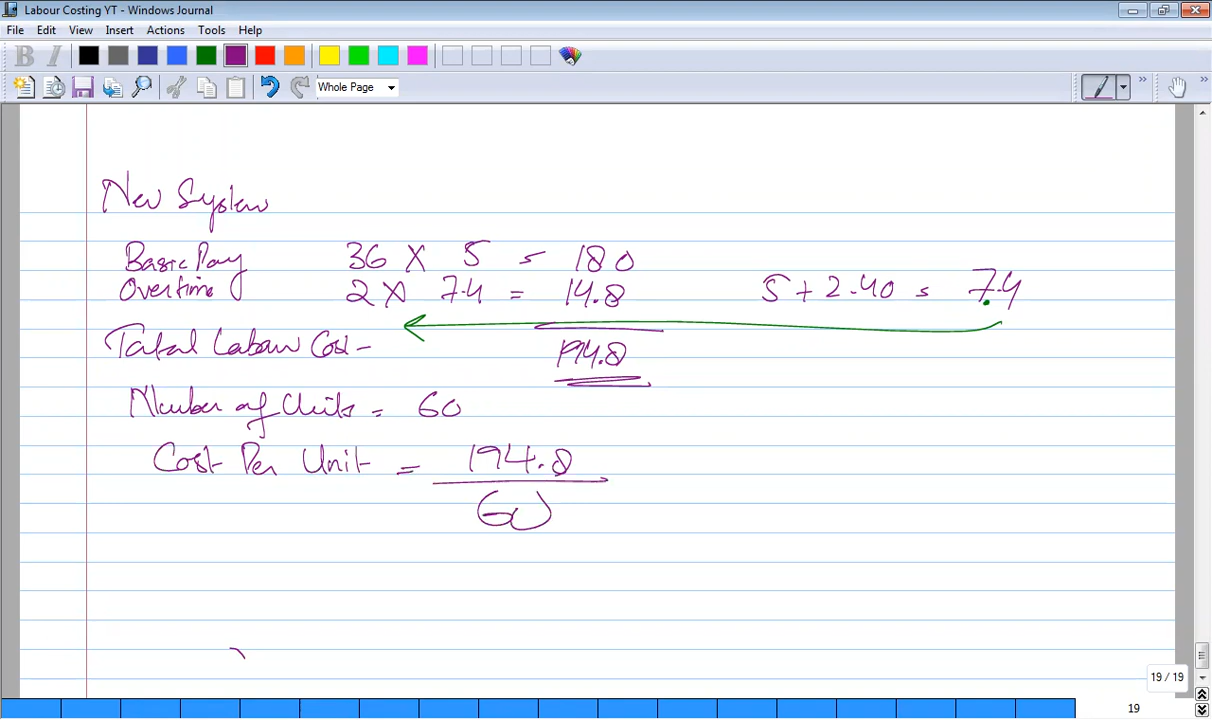 Labour Costing YT - Windows Journal
File Edit View Insert Actions Tools Help
B I
Whole Page
New System
Basic Pay 36 X 5 = 180
Overtime 2 X 7.4 = 14.8 5 + 2.40 = 7.4
Total Labour Cost - 194.8
Number of Units = 60
Cost Per Unit = 194.8
60
19 / 19
19